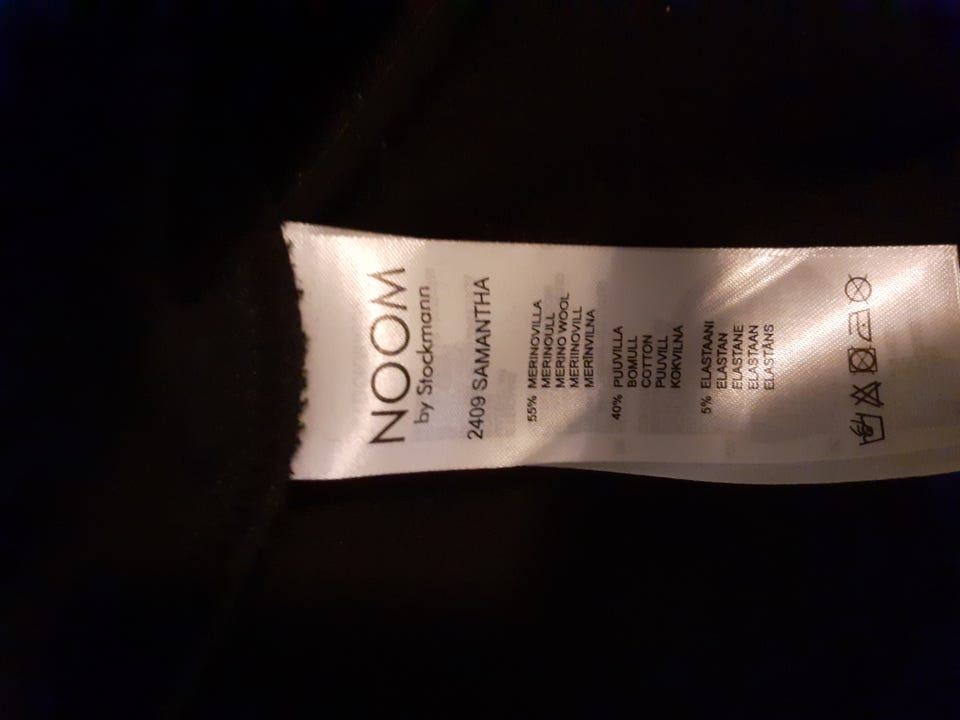 NOOM
by Stockmann
2409 SAMANTHA
55% MERINOVILLA
MERINOULL
MERINO WOOL
MERIINOVILL
MERINVILNA
40% PUUVILLA
BOMULL
COTTON
PUUVILL
KOKVILNA
5% ELASTAANI
ELASTAN
ELASTANE
ELASTAAN
ELASTĀNS